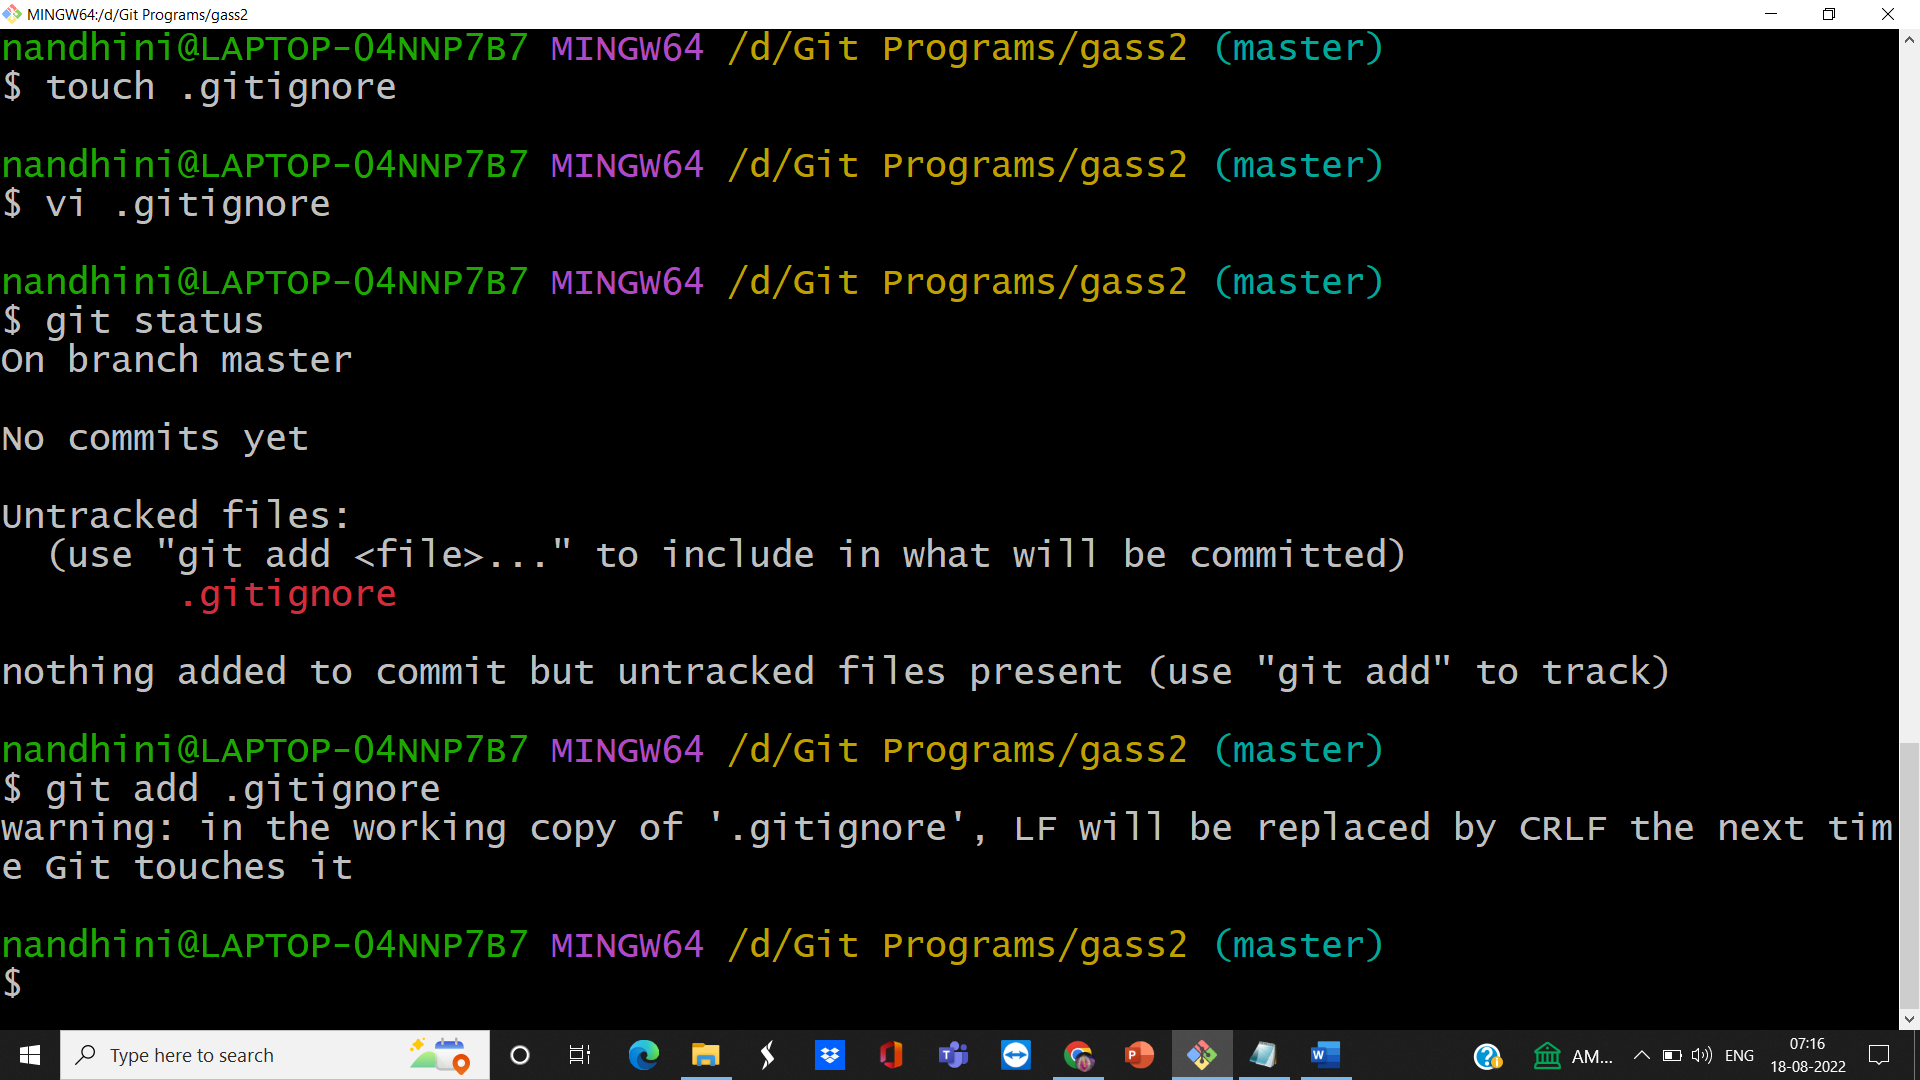 MINGW64:/d/Git Programs/gass2
nandhini@LAPTOP-O4NNP7B7 MINGW64 /d/Git Programs/gass2 (master)
$ touch .gitignore
nandhini@LAPTOP-O4NNP7B7 MINGW64 /d/Git Programs/gass2 (master)
$ vi .gitignore
nandhini@LAPTOP-O4NNP7B7 MINGW64 /d/Git Programs/gass2 (master)
$ git status
On branch master
No commits yet
Untracked files:
  (use "git add <file>..." to include in what will be committed)
        .gitignore
nothing added to commit but untracked files present (use "git add" to track)
nandhini@LAPTOP-O4NNP7B7 MINGW64 /d/Git Programs/gass2 (master)
$ git add .gitignore
warning: in the working copy of '.gitignore', LF will be replaced by CRLF the next tim
e Git touches it
nandhini@LAPTOP-O4NNP7B7 MINGW64 /d/Git Programs/gass2 (master)
$
Type here to search
AM...
ENG
07:16
18-08-2022